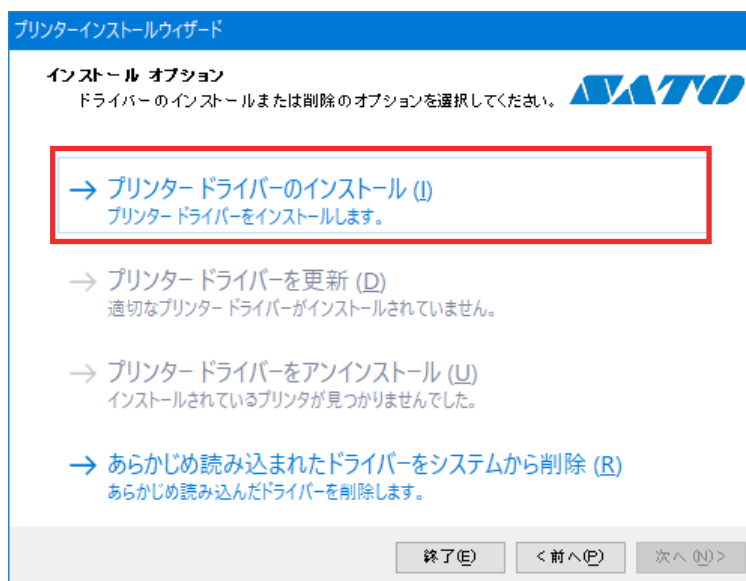 プリンターインストールウィザード
インストール オプション
ドライバーのインストールまたは削除のオプションを選択してください。
SATO
→ プリンター ドライバーのインストール (I)
プリンター ドライバーをインストールします。
→ プリンター ドライバーを更新 (D)
適切なプリンター ドライバーがインストールされていません。
→ プリンター ドライバーをアンインストール (U)
インストールされているプリンタが見つかりませんでした。
→ あらかじめ読み込まれたドライバーをシステムから削除 (R)
あらかじめ読み込んだドライバーを削除します。
終了(E) <前へ(P) 次へ(N)>